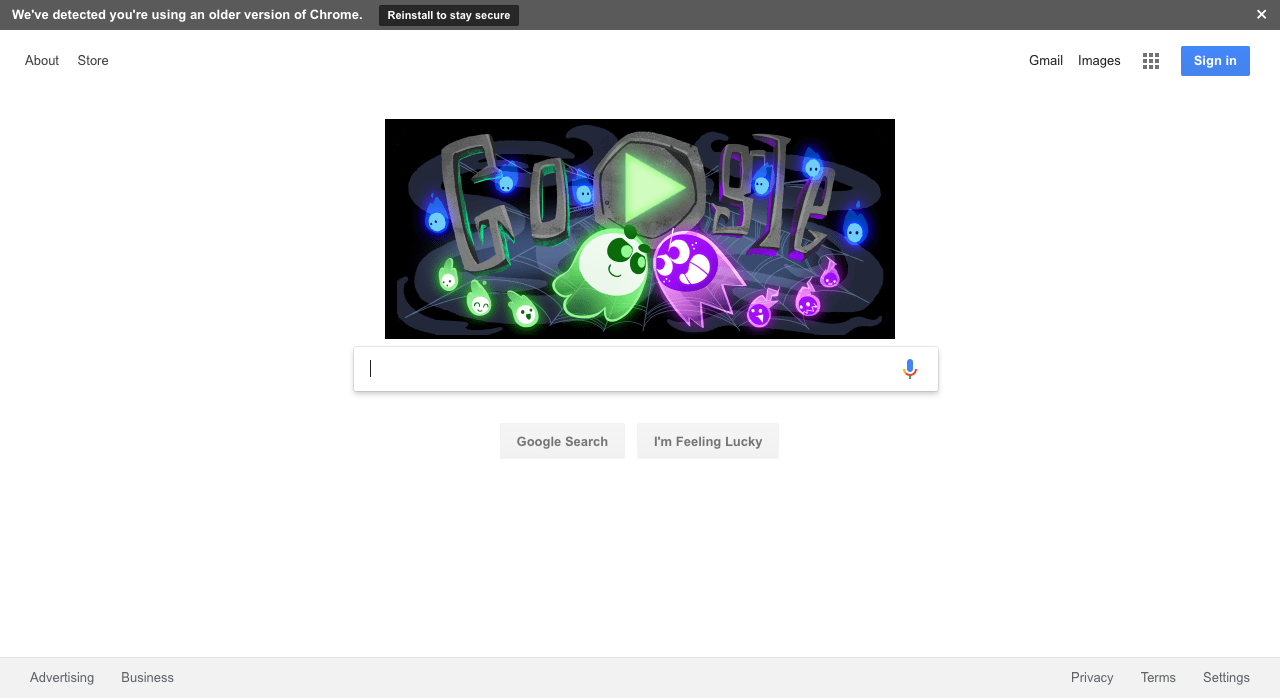 We've detected you're using an older version of Chrome. Reinstall to stay secure
About Store Gmail Images Sign in
Google
Google Search I'm Feeling Lucky
Advertising Business Privacy Terms Settings